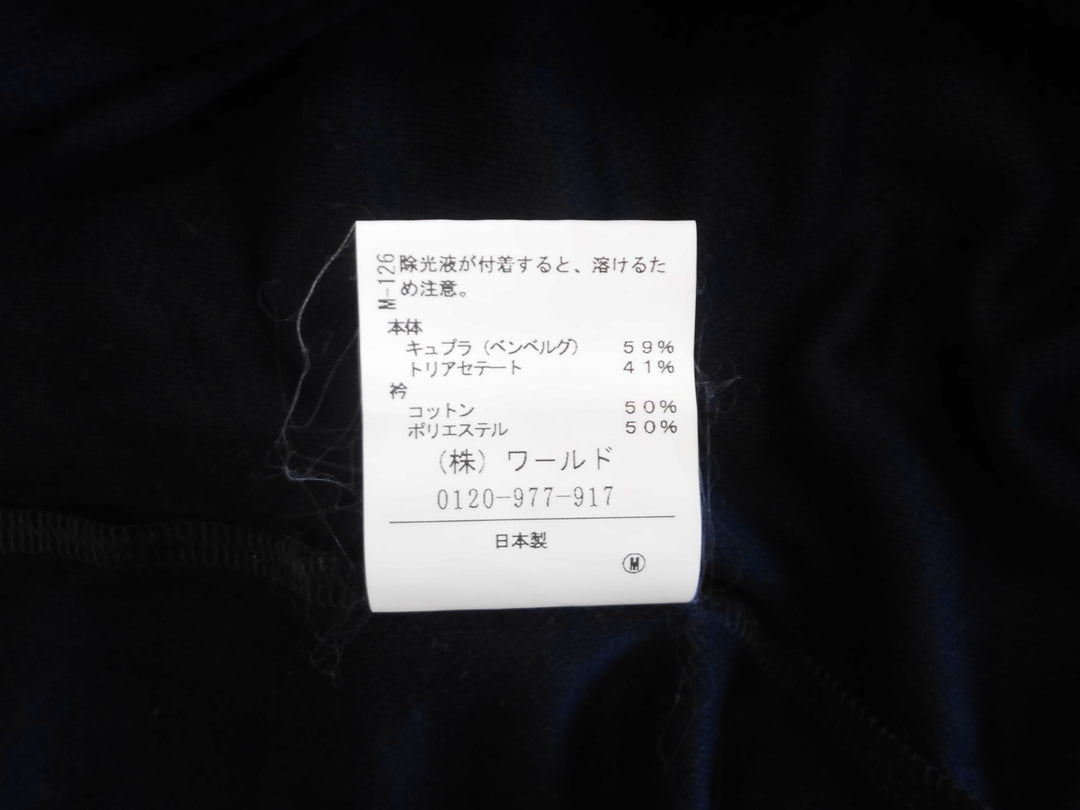 M-126
除光液が付着すると、溶けるた
め注意。
本体
キュプラ（ベンベルグ） 59%
トリアセテート 41%
衿
コットン 50%
ポリエステル 50%
（株）ワールド
0120-977-917
日本製
Ⓜ